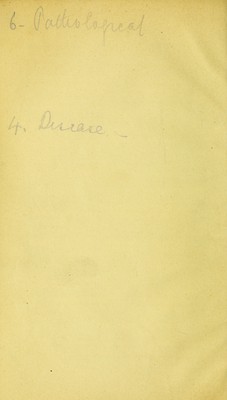 6- Pathological
4. Disease -